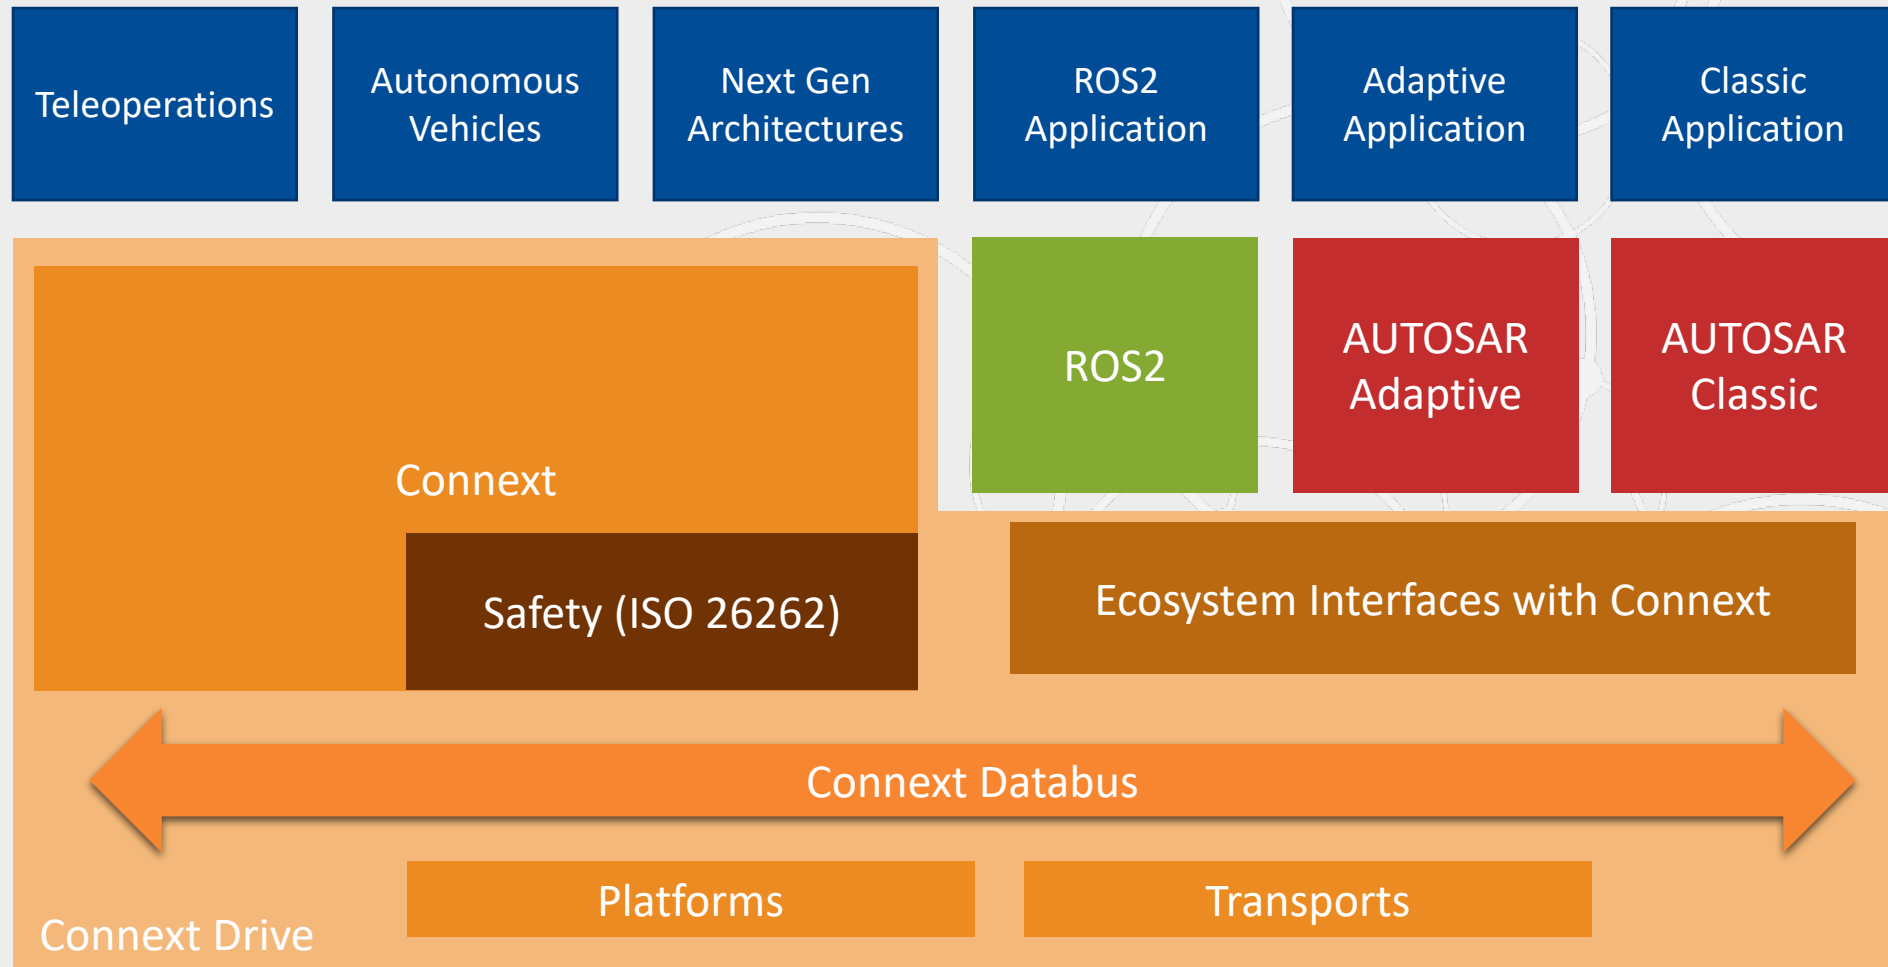 Teleoperations
Autonomous
Vehicles
Next Gen
Architectures
ROS2
Application
Adaptive
Application
Classic
Application
ROS2
AUTOSAR
Adaptive
AUTOSAR
Classic
Connext
Safety (ISO 26262)
Ecosystem Interfaces with Connext
Connext Databus
Platforms
Transports
Connext Drive